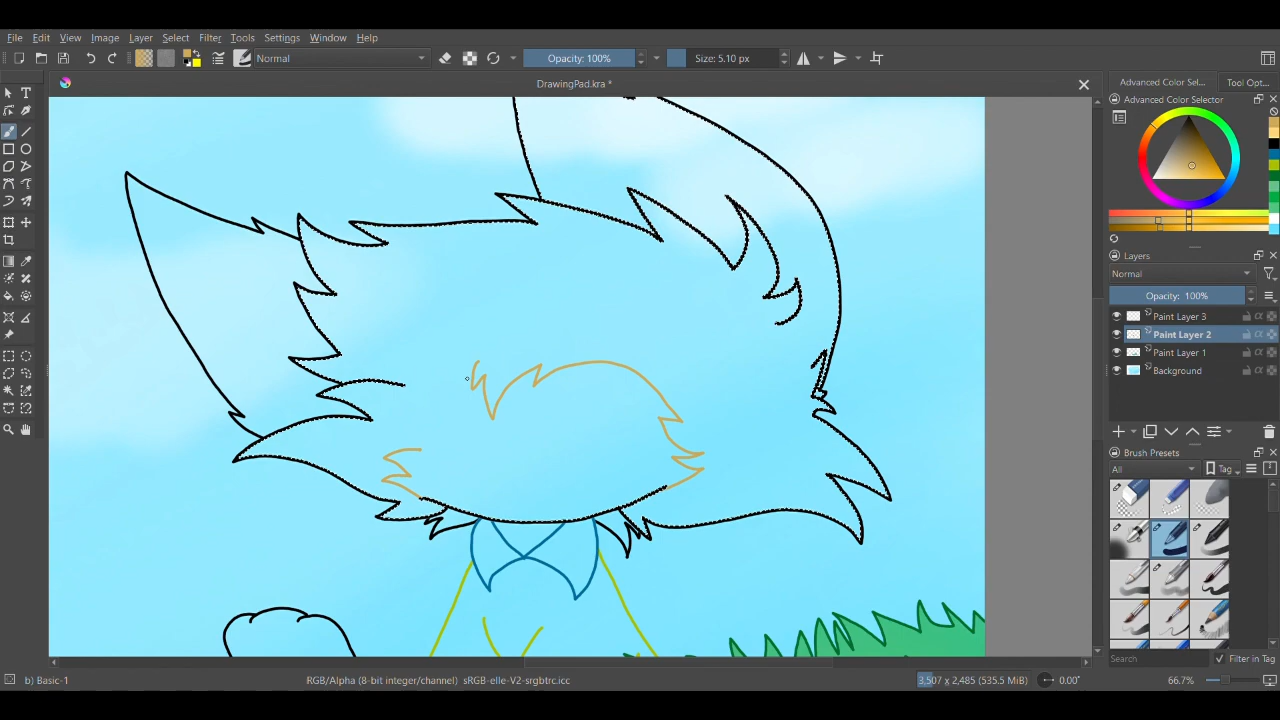 File Edit View Image Layer Select Filter Tools Settings Window Help
Normal Opacity: 100% Size: 5.10 px
DrawingPad.kra * Advanced Color Sel... Tool Opt...
Advanced Color Selector
Layers
Normal
Opacity: 100%
Paint Layer 3
Paint Layer 2
Paint Layer 1
Background
Brush Presets
All Tag
Search Filter in Tag
b) Basic-1 RGB/Alpha (8-bit integer/channel) sRGB-elle-V2-srgbtrc.icc 3,507 x 2,485 (535.5 MiB) 0.00° 66.7%